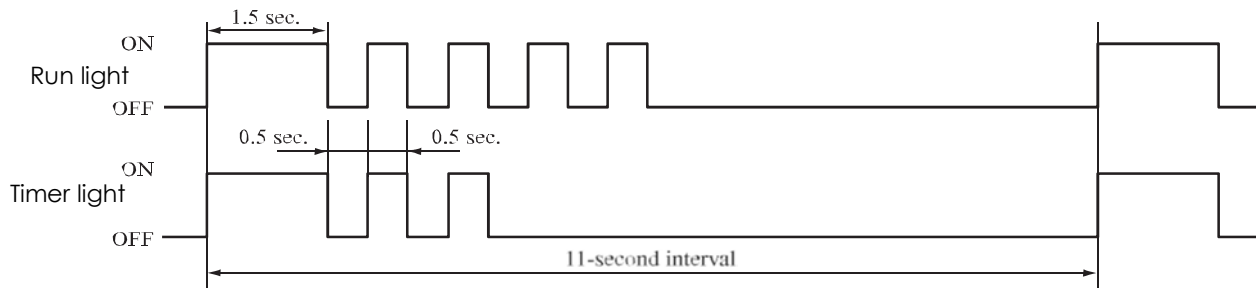 1.5 sec.
ON
Run light
OFF
0.5 sec. 0.5 sec.
ON
Timer light
OFF
11-second interval